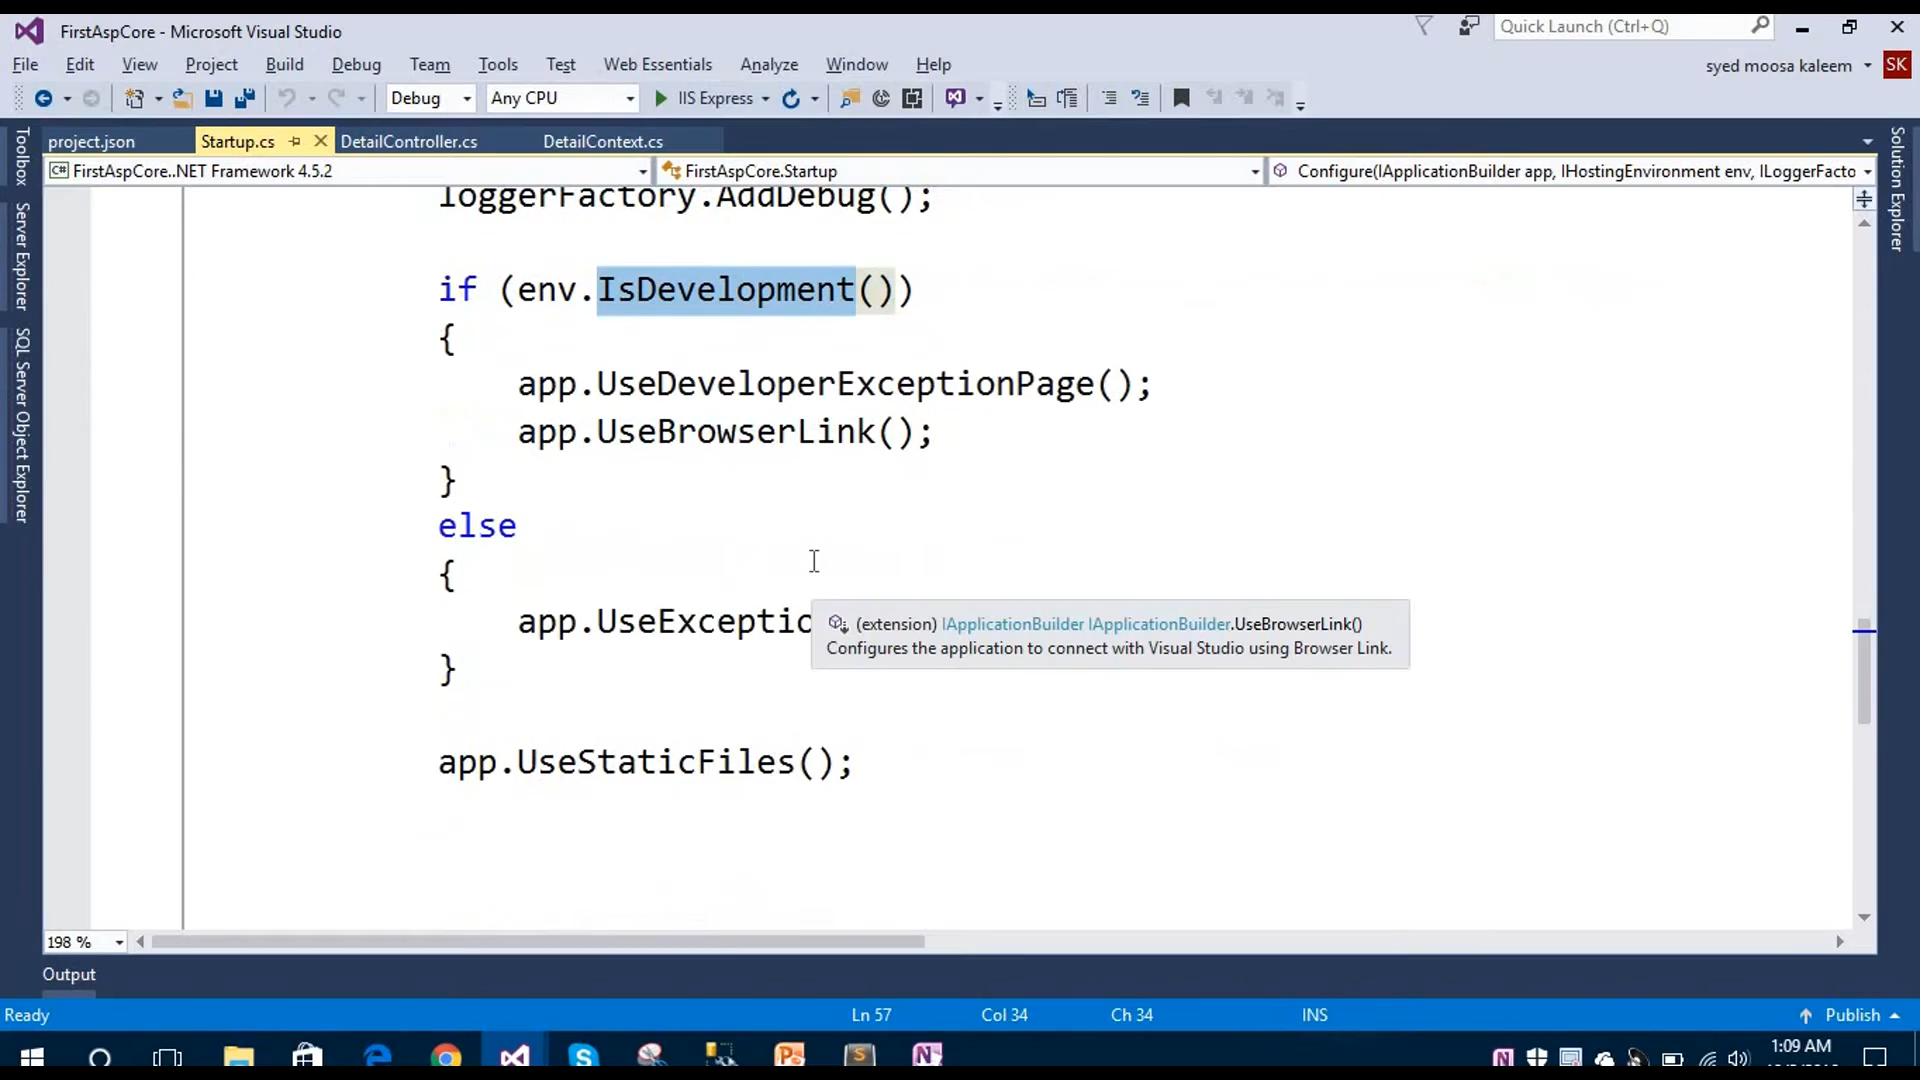 FirstAspCore - Microsoft Visual Studio
Quick Launch (Ctrl+Q)
File Edit View Project Build Debug Team Tools Test Web Essentials Analyze Window Help
syed moosa kaleem SK
Debug Any CPU IIS Express
project.json Startup.cs DetailController.cs DetailContext.cs
C# FirstAspCore..NET Framework 4.5.2 FirstAspCore.Startup Configure(IApplicationBuilder app, IHostingEnvironment env, ILoggerFacto
Toolbox
Server Explorer
SQL Server Object Explorer
Solution Explorer
loggerFactory.AddDebug();
if (env.IsDevelopment())
{
app.UseDeveloperExceptionPage();
app.UseBrowserLink();
}
else
{
app.UseExceptio
(extension) IApplicationBuilder IApplicationBuilder.UseBrowserLink()
Configures the application to connect with Visual Studio using Browser Link.
}
app.UseStaticFiles();
198 %
Output
Ready Ln 57 Col 34 Ch 34 INS Publish
1:09 AM